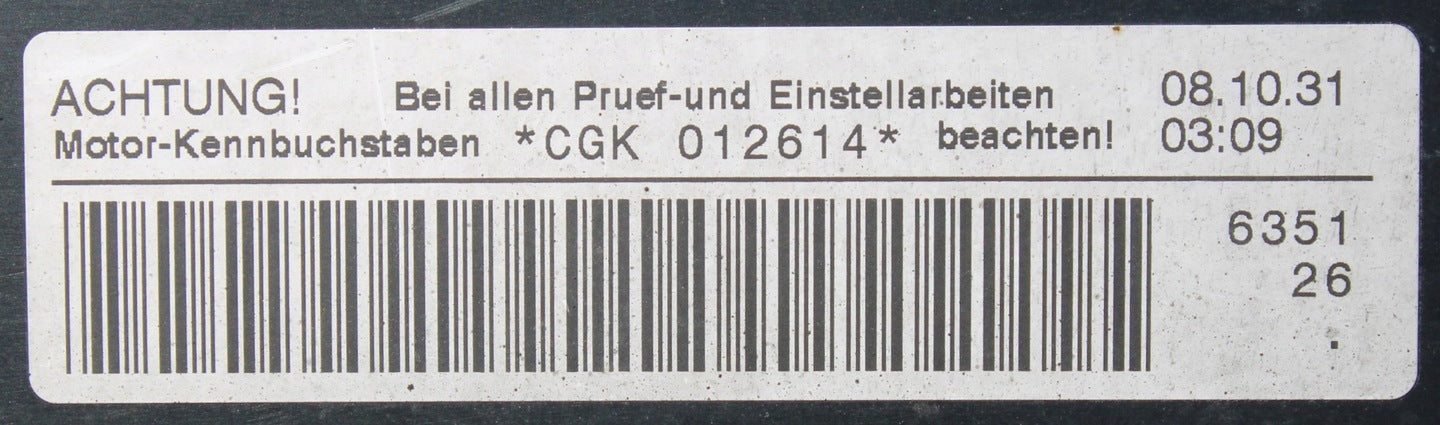 ACHTUNG! Bei allen Pruef-und Einstellarbeiten 08.10.31
Motor-Kennbuchstaben *CGK 012614* beachten! 03:09
6351
26
.